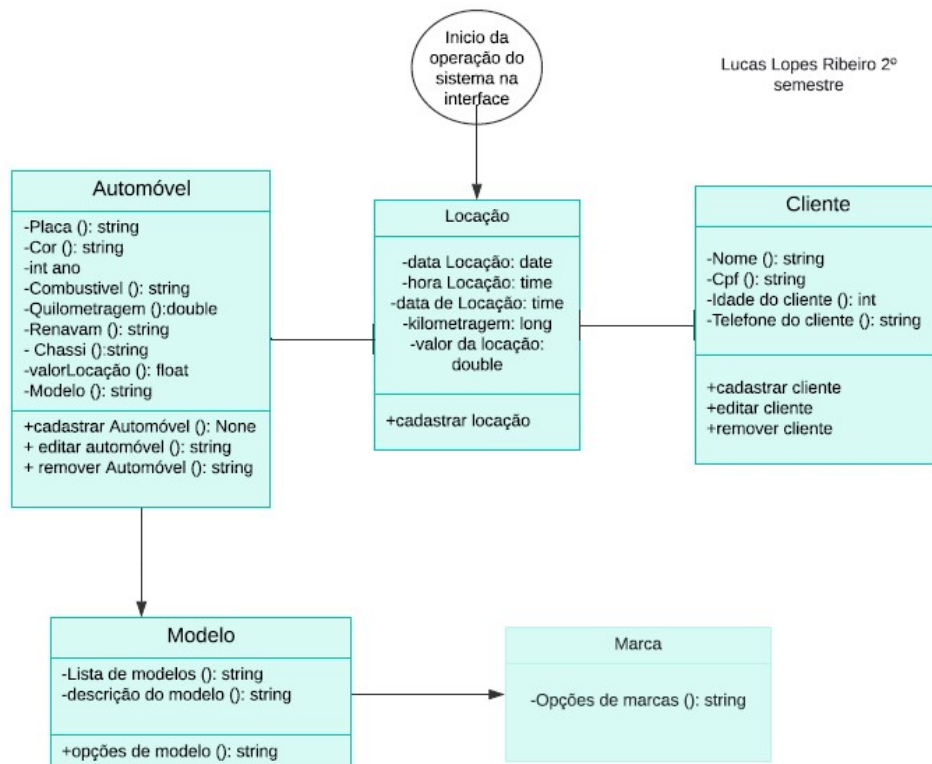 Inicio da
operação do
sistema na
interface
Lucas Lopes Ribeiro 2º
semestre
Automóvel
-Placa (): string
-Cor (): string
-int ano
-Combustivel (): string
-Quilometragem ():double
-Renavam (): string
- Chassi ():string
-valorLocação (): float
-Modelo (): string
+cadastrar Automóvel (): None
+ editar automóvel (): string
+ remover Automóvel (): string
Locação
-data Locação: date
-hora Locação: time
-data de Locação: time
-kilometragem: long
-valor da locação:
double
+cadastrar locação
Cliente
-Nome (): string
-Cpf (): string
-Idade do cliente (): int
-Telefone do cliente (): string
+cadastrar cliente
+editar cliente
+remover cliente
Modelo
-Lista de modelos (): string
-descrição do modelo (): string
+opções de modelo (): string
Marca
-Opções de marcas (): string